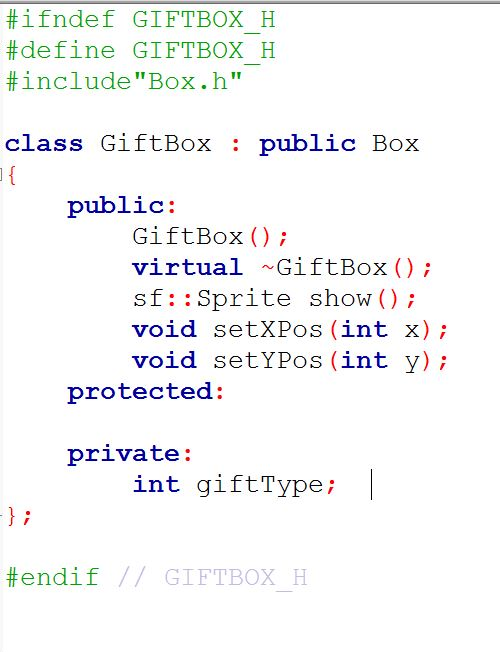 #ifndef GIFTBOX_H
#define GIFTBOX_H
#include"Box.h"
class GiftBox : public Box
{
public:
GiftBox();
virtual ~GiftBox();
sf::Sprite show();
void setXPos(int x);
void setYPos(int y);
protected:
private:
int giftType;
};
#endif // GIFTBOX_H